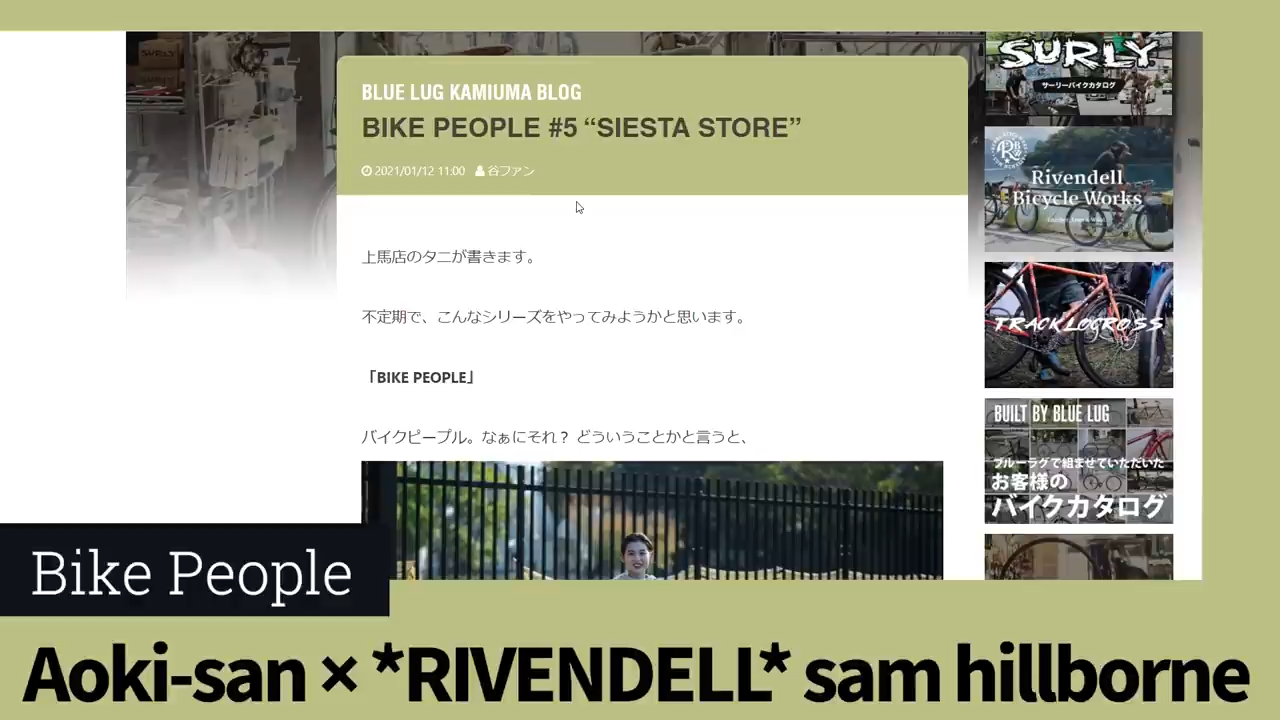 BLUE LUG KAMIUMA BLOG
BIKE PEOPLE #5 “SIESTA STORE”
2021/01/12 11:00 谷ファン
上馬店のタニが書きます。
不定期で、こんなシリーズをやってみようかと思います。
「BIKE PEOPLE」
バイクピープル。なぁにそれ？ どういうことかと言うと、
SURLY
サーリーバイクカタログ
Rivendell
Bicycle Works
TRACKLOCROSS
BUILT BY BLUE LUG
ブルーラグで組ませていただいた
お客様の
バイクカタログ
Bike People
Aoki-san × *RIVENDELL* sam hillborne